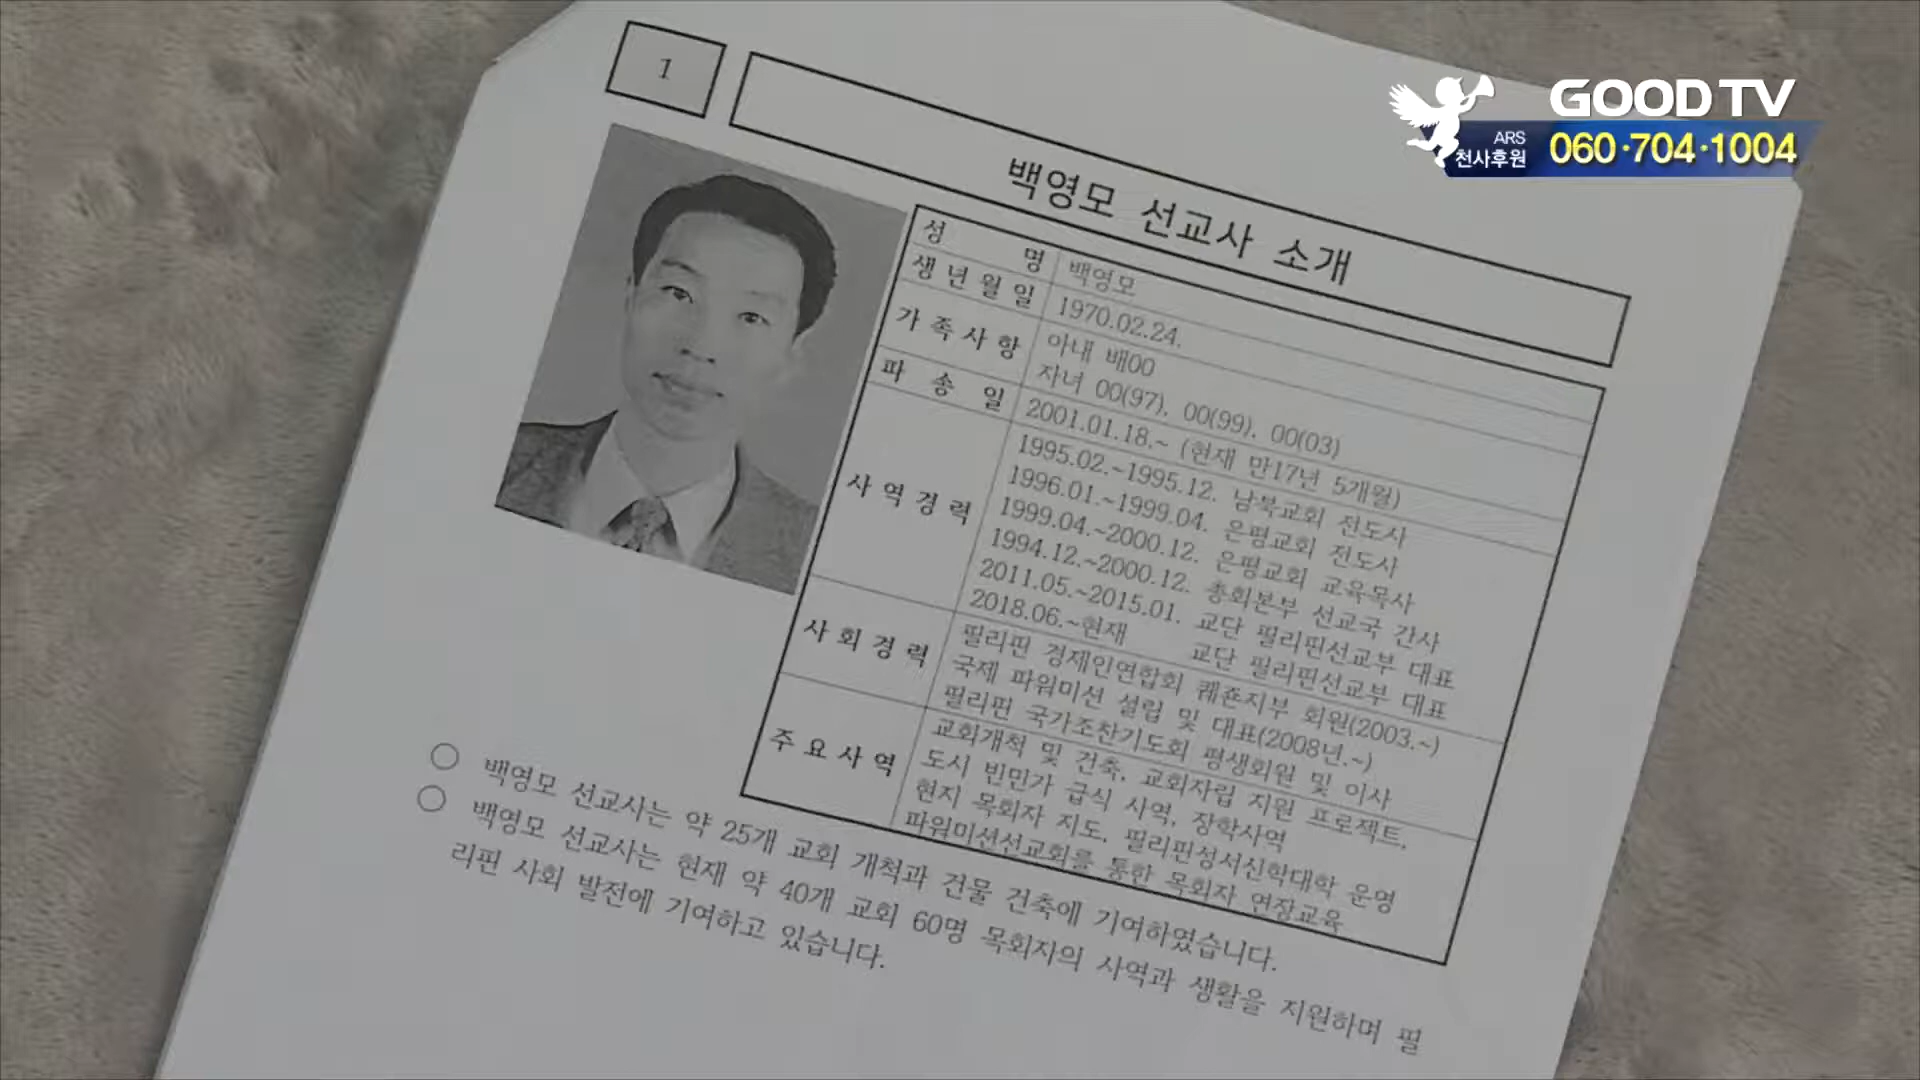 GOODTV
ARS
천사후원
060·704·1004
1
백영모 선교사 소개
성 명 백영모
생년월일 1970.02.24.
가족사항 아내 배00
자녀 00(97), 00(99), 00(03)
파 송 일 2001.01.18.~ (현재 만17년 5개월)
사역경력 1995.02.~1995.12. 남북교회 전도사
1996.01.~1999.04. 은평교회 전도사
1999.04.~2000.12. 은평교회 교육목사
1994.12.~2000.12. 총회본부 선교국 간사
2011.05.~2015.01. 교단 필리핀선교부 대표
2018.06.~현재 교단 필리핀선교부 대표
사회경력 필리핀 경제인연합회 퀘죤지부 회원(2003.~)
국제 파워미션 설립 및 대표(2008년.~)
필리핀 국가조찬기도회 평생회원 및 이사
주요사역 교회개척 및 건축, 교회자립 지원 프로젝트,
도시 빈민가 급식 사역, 장학사역
현지 목회자 지도, 필리핀성서신학대학 운영
파워미션선교회를 통한 목회자 연장교육
○ 백영모 선교사는 약 25개 교회 개척과 건물 건축에 기여하였습니다.
○ 백영모 선교사는 현재 약 40개 교회 60명 목회자의 사역과 생활을 지원하며 필
리핀 사회 발전에 기여하고 있습니다.